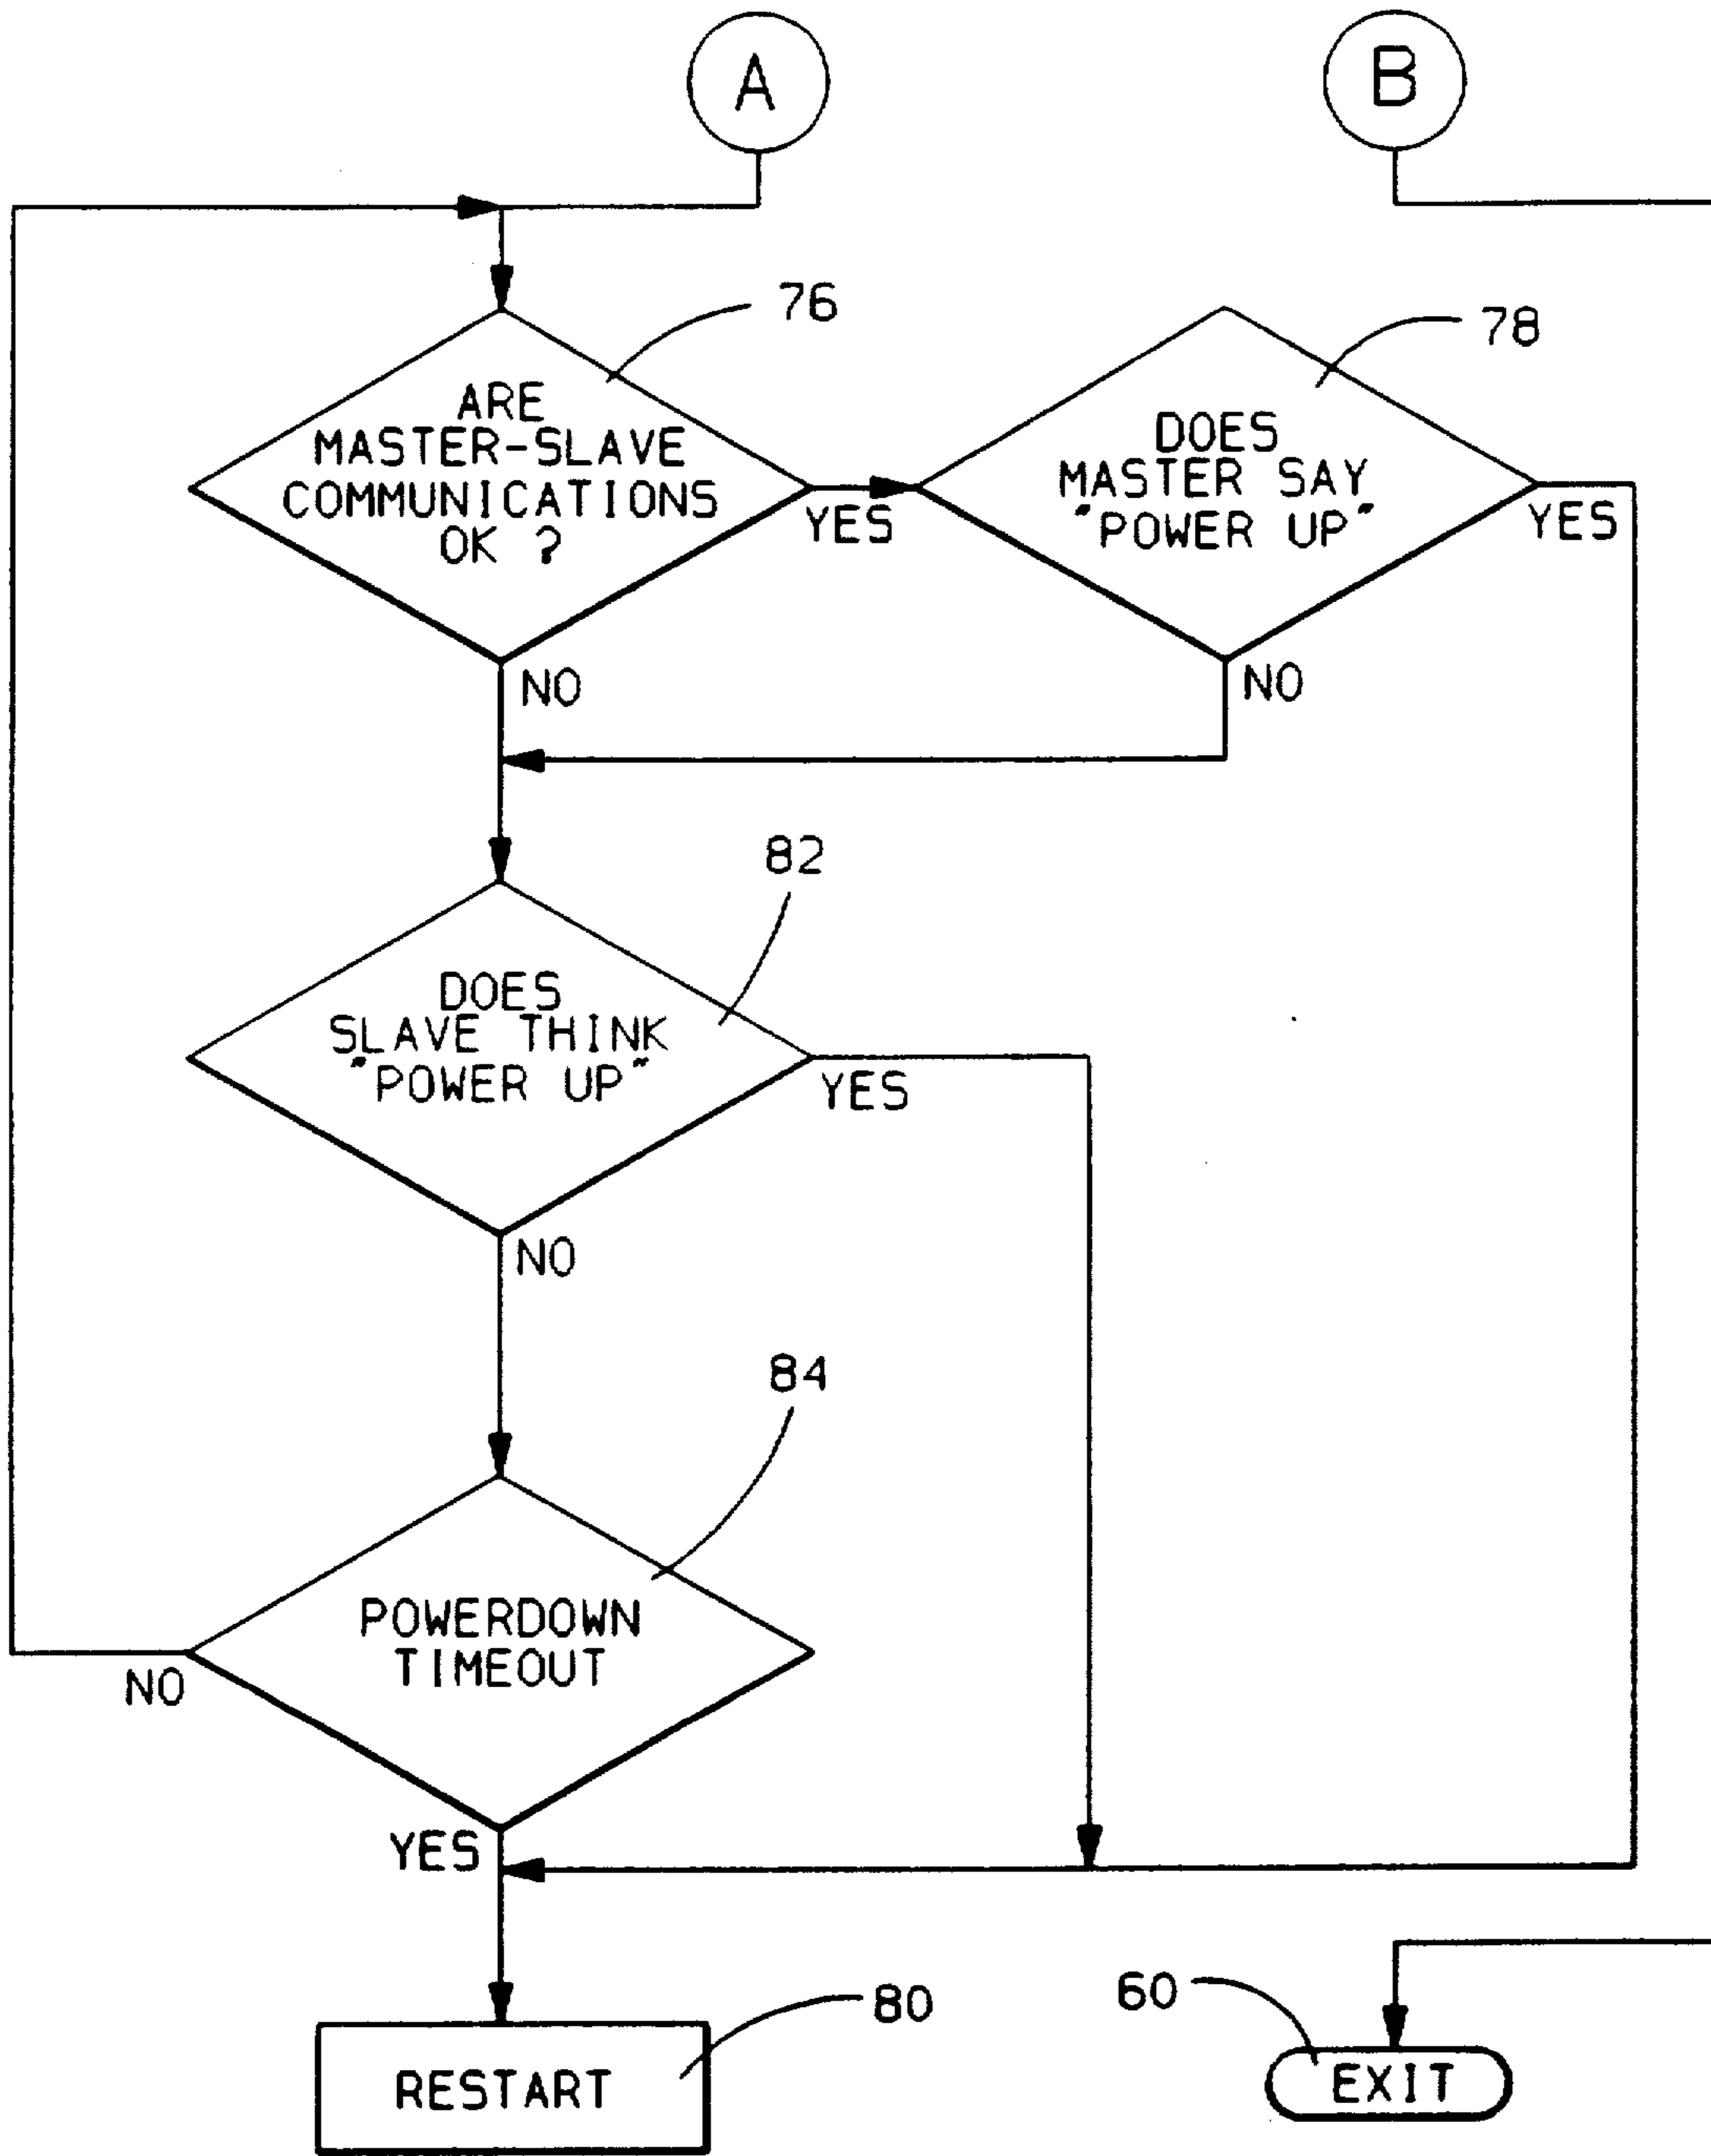 A
B
76
78
ARE
MASTER-SLAVE
COMMUNICATIONS
OK ?
YES
NO
DOES
MASTER SAY
"POWER UP"
YES
NO
82
DOES
SLAVE THINK
"POWER UP"
YES
NO
84
POWERDOWN
TIMEOUT
NO
YES
80
RESTART
60
EXIT